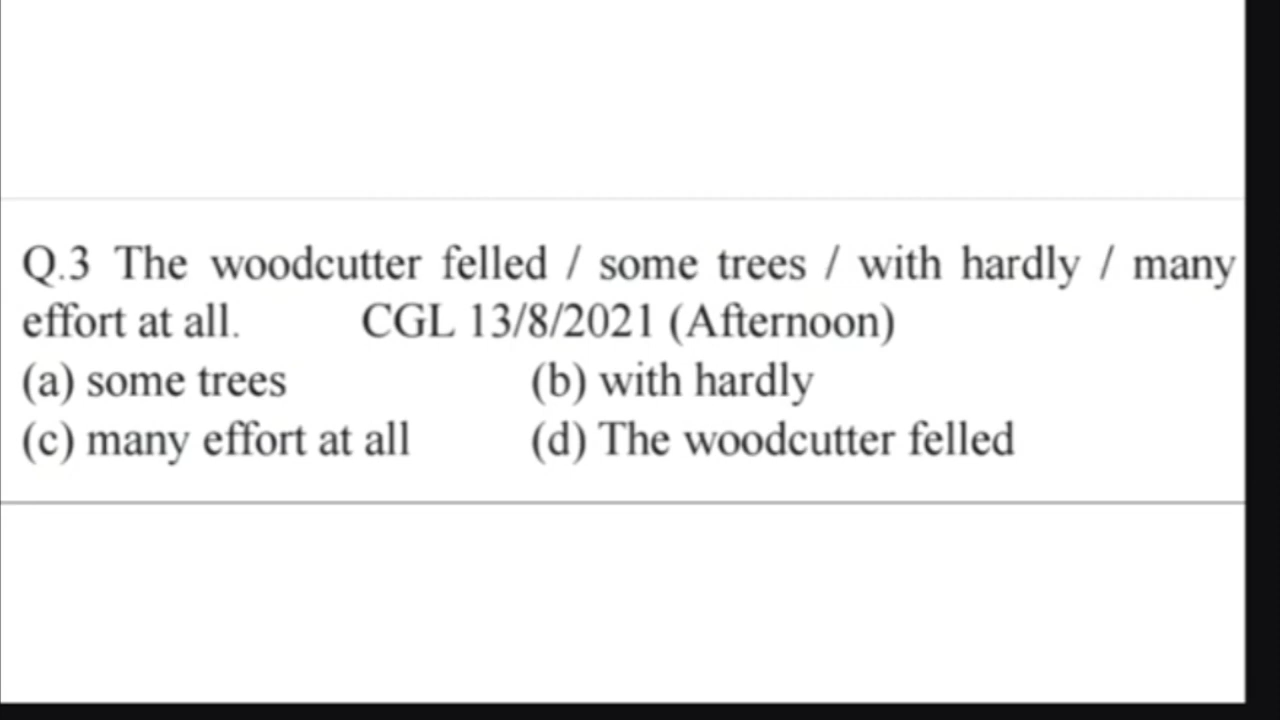 Q.3 The woodcutter felled / some trees / with hardly / many
effort at all. CGL 13/8/2021 (Afternoon)
(a) some trees (b) with hardly
(c) many effort at all (d) The woodcutter felled